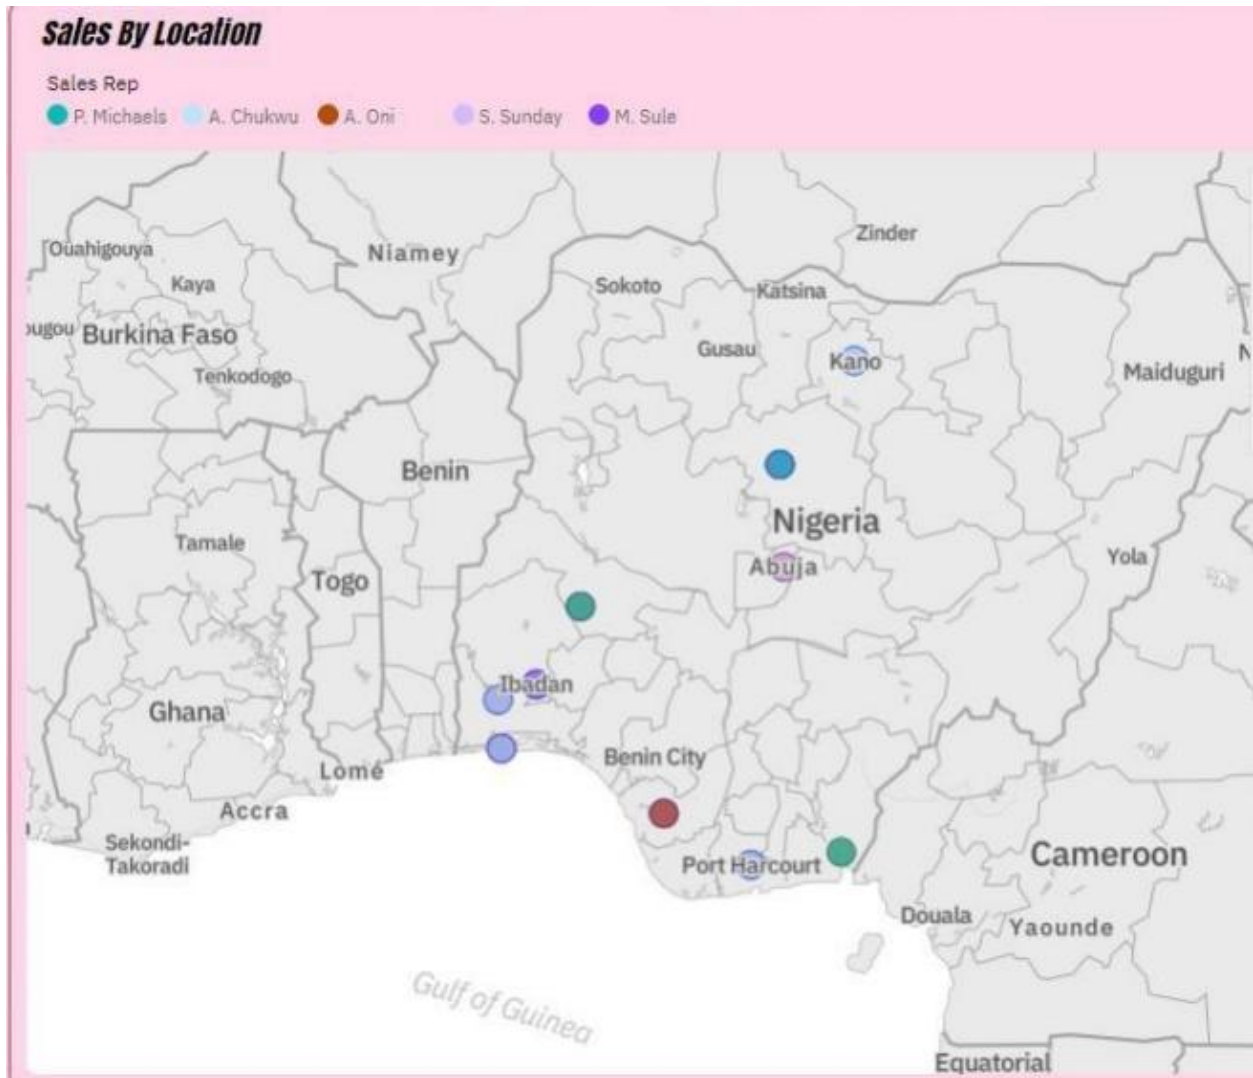 Sales By Location
Sales Rep
P. Michaels A. Chukwu A. Oni S. Sunday M. Sule
Zinder
Ouahigouya
Niamey
Kaya
Sokoto
Katsina
ougou
Burkina Faso
Gusau
Kano
N
Tenkodogo
Maiduguri
Benin
Nigeria
Tamale
Abuja
Yola
Togo
Ibadan
Ghana
Benin City
Lomé
Accra
Sekondi-
Takoradi
Port Harcourt
Cameroon
Douala
Yaounde
Gulf of Guinea
Equatorial